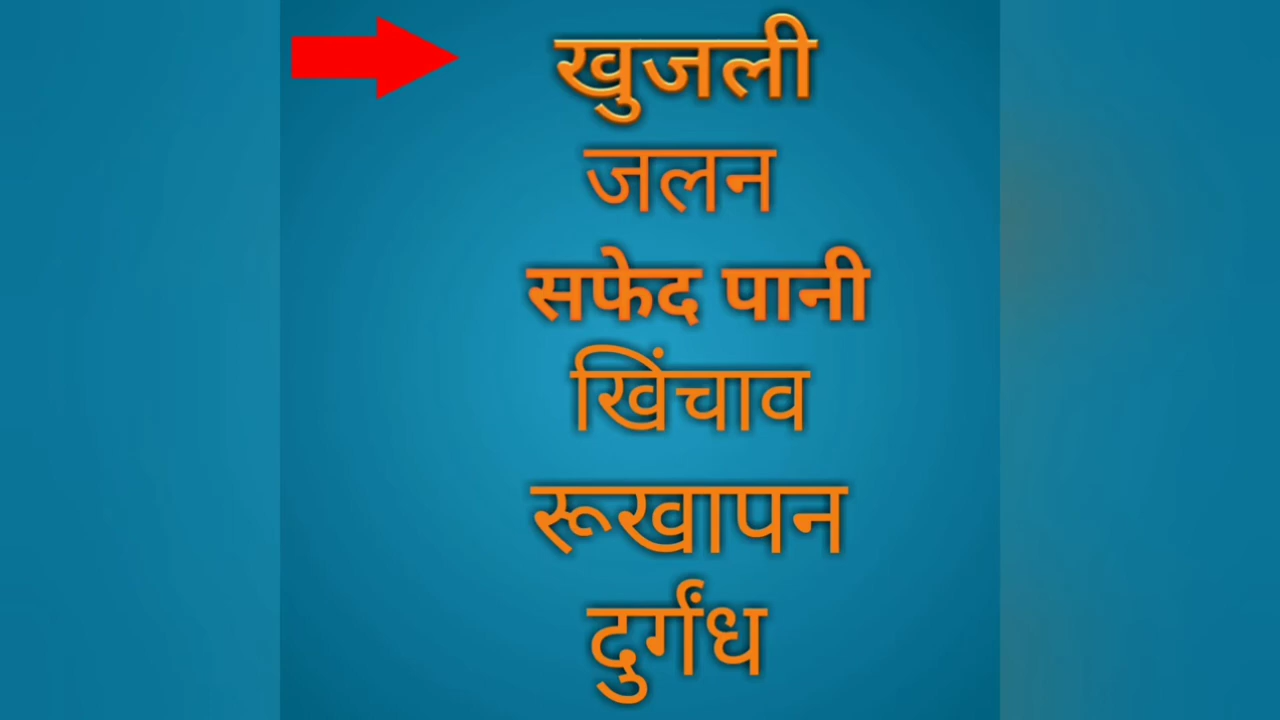 खुजली
जलन
सफेद पानी
खिंचाव
रूखापन
दुर्गंध